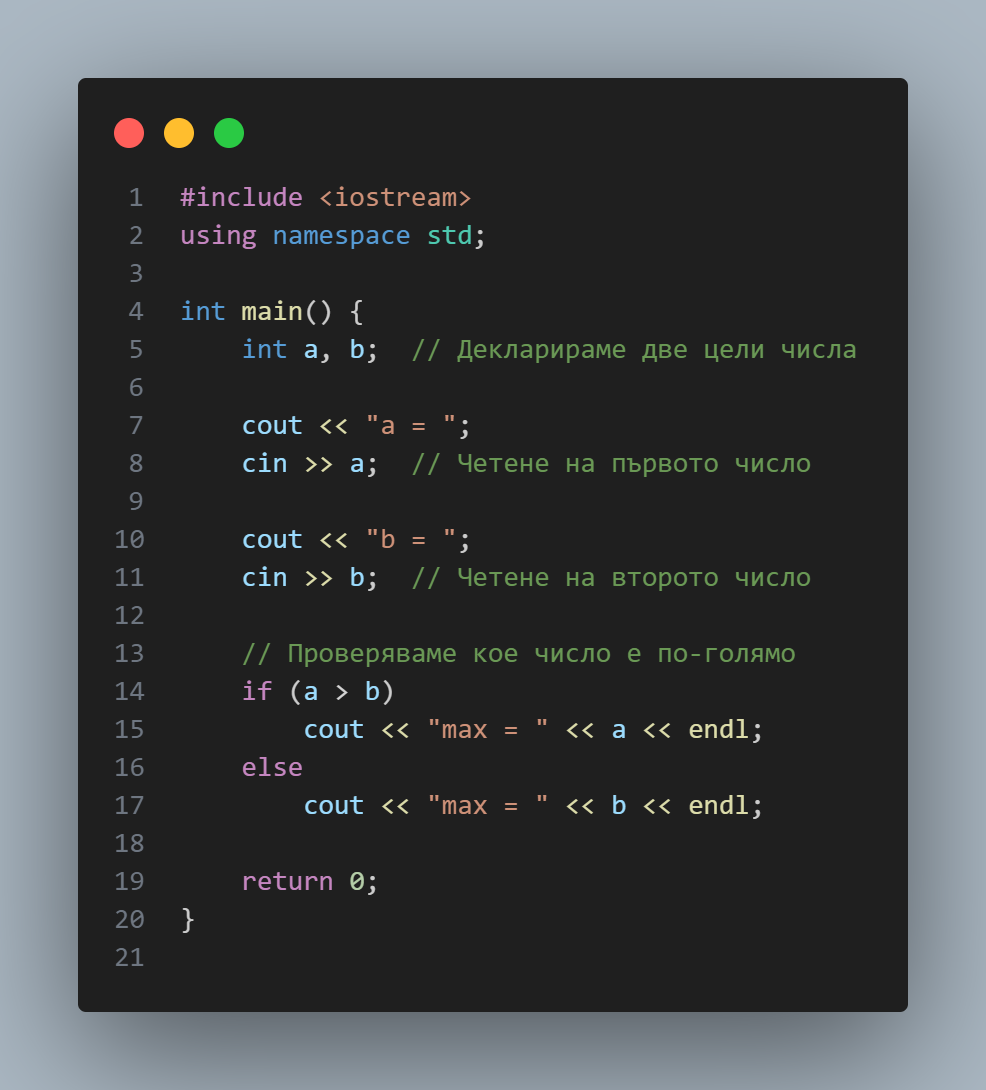 1 #include <iostream>
2 using namespace std;
3
4 int main() {
5     int a, b;  // Декларираме две цели числа
6
7     cout << "a = ";
8     cin >> a;  // Четене на първото число
9
10     cout << "b = ";
11     cin >> b;  // Четене на второто число
12
13     // Проверяваме кое число е по-голямо
14     if (a > b)
15         cout << "max = " << a << endl;
16     else
17         cout << "max = " << b << endl;
18
19     return 0;
20 }
21